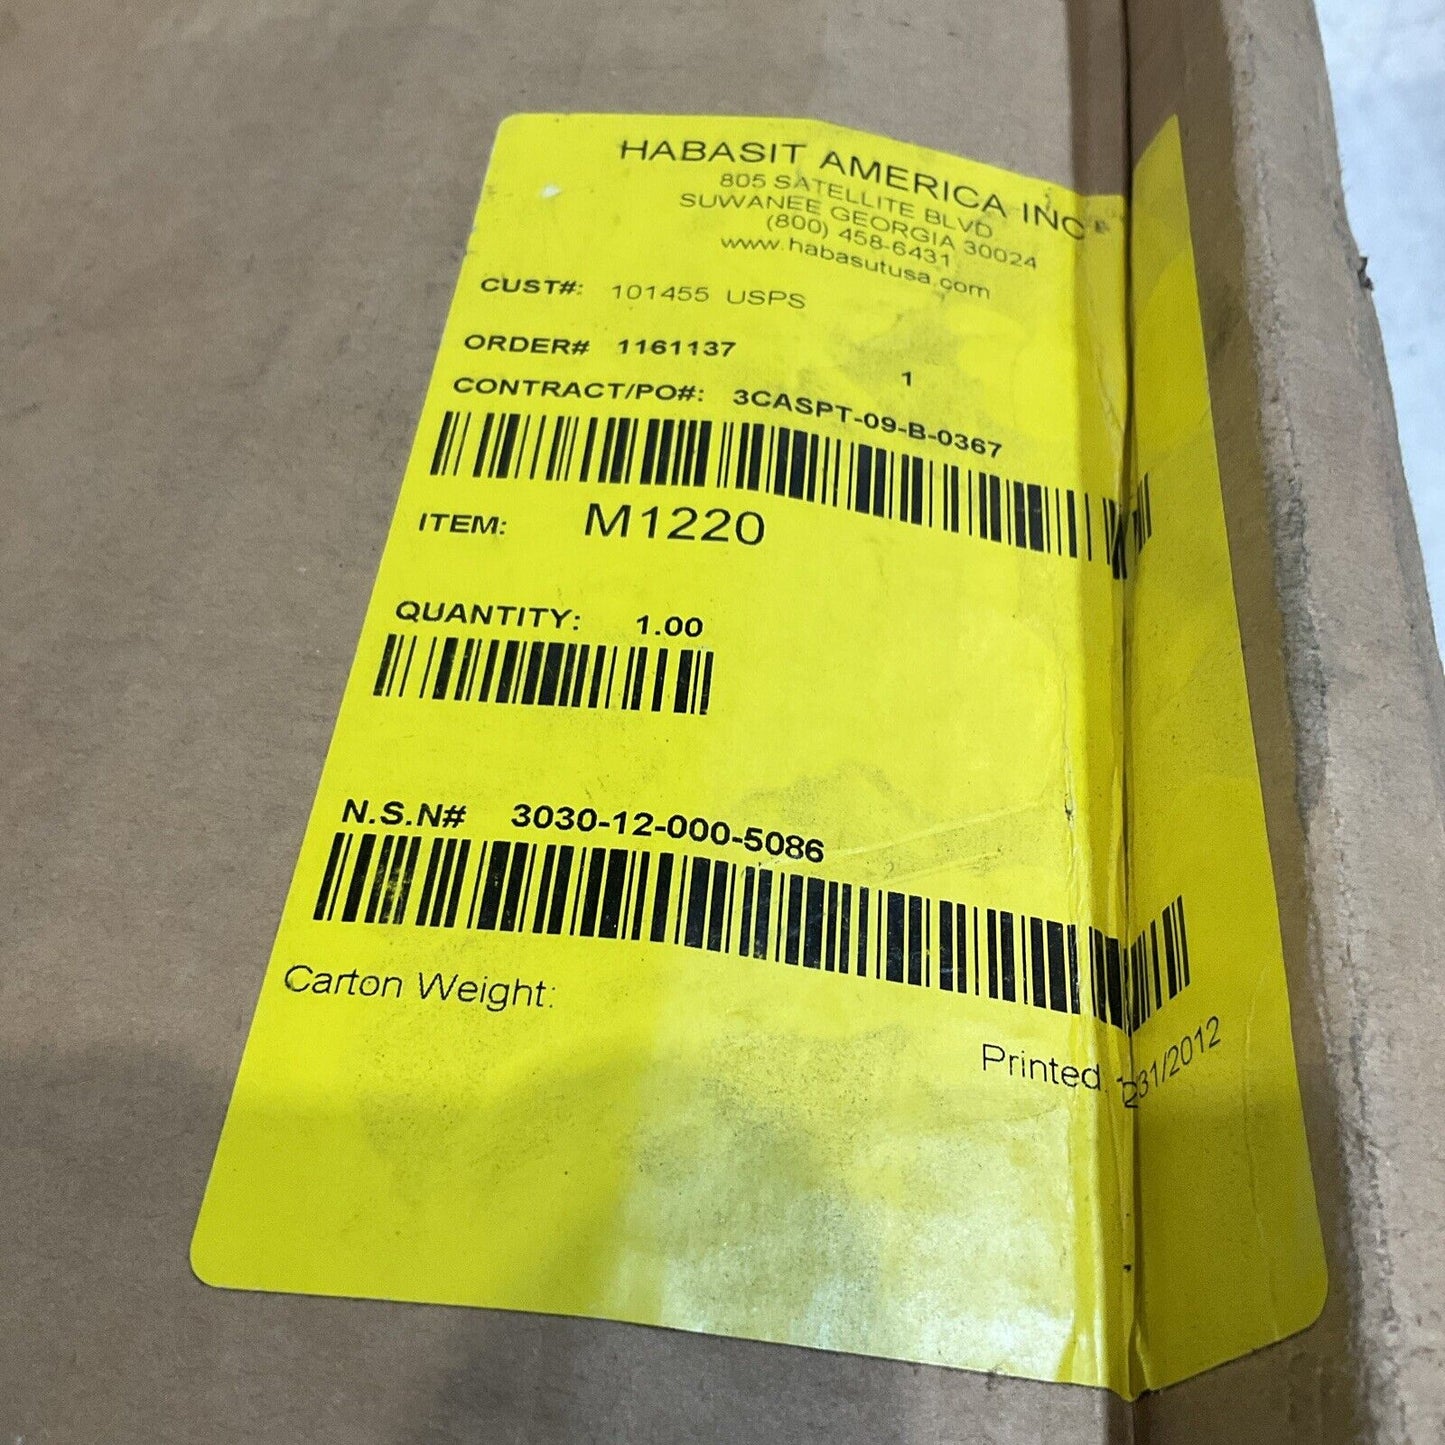 HABASIT AMERICA INC
805 SATELLITE BLVD
SUWANEE GEORGIA 30024
(800) 458-6431
www.habasutusa.com
CUST#: 101455 USPS
ORDER# 1161137
1
CONTRACT/PO#: 3CASPT-09-B-0367
ITEM: M1220
QUANTITY: 1.00
N.S.N# 3030-12-000-5086
Carton Weight:
Printed 31/2012